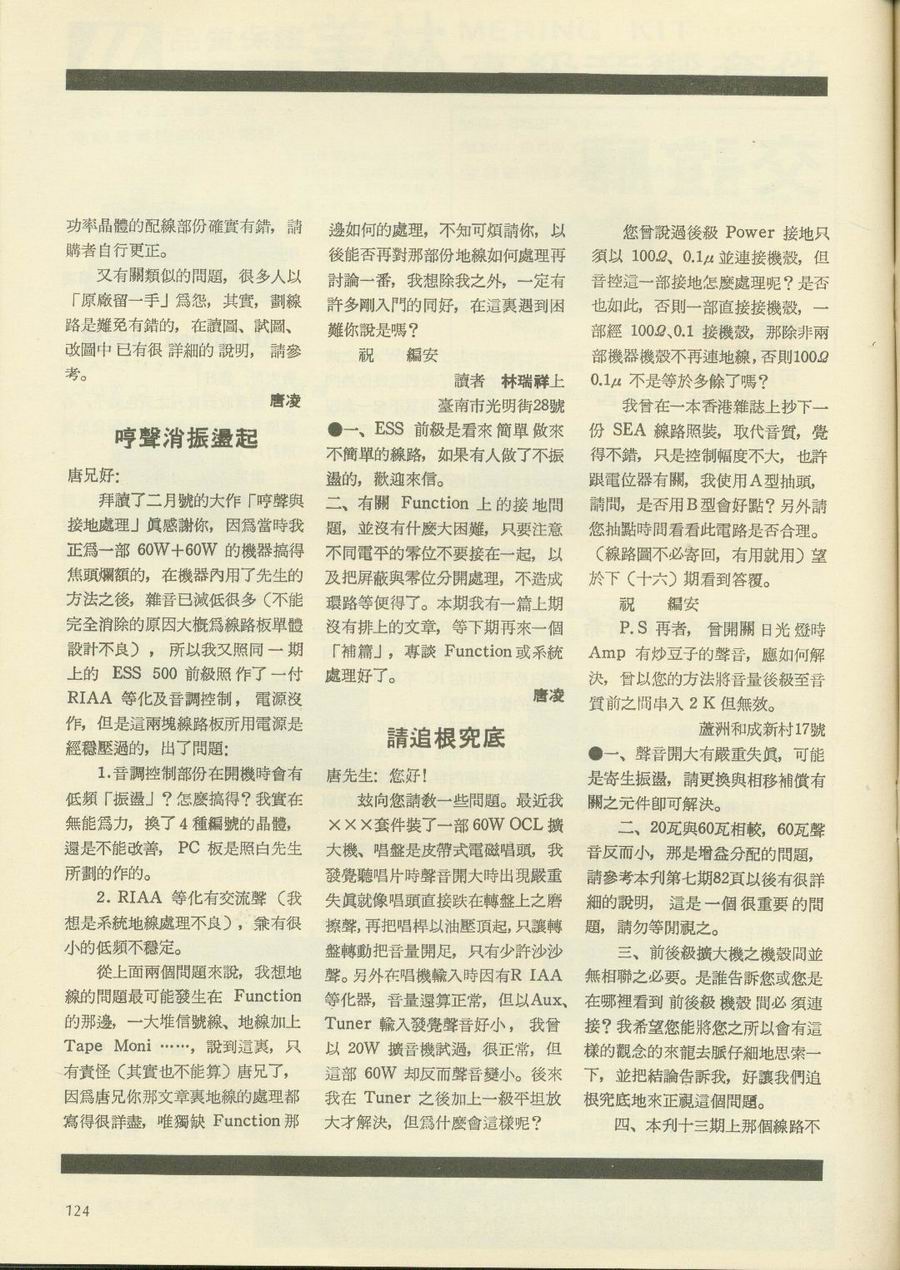 功率晶體的配線部份確實有錯，請
購者自行更正。
又有關類似的問題，很多人以
「原廠留一手」爲怨，其實，劃線
路是難免有錯的，在讀圖、試圖、
改圖中已有很詳細的說明，請參
考。
唐凌
哼聲消振盪起
唐兄好：
拜讀了二月號的大作「哼聲與
接地處理」眞感謝你，因爲當時我
正爲一部 60W＋60W 的機器搞得
焦頭爛額的，在機器內用了先生的
方法之後，雜音已減低很多（不能
完全消除的原因大槪爲線路板單體
設計不良），所以我又照同一期
上的 ESS 500 前級照作了一付
RIAA 等化及音調控制，電源沒
作，但是這兩塊線路板所用電源是
經穩壓過的，出了問題：
1.音調控制部份在開機時會有
低頻「振盪」？怎麼搞得？我實在
無能爲力，換了4種編號的晶體，
還是不能改善， PC 板是照白先生
所劃的作的。
2. RIAA 等化有交流聲（我
想是系統地線處理不良），兼有很
小的低頻不穩定。
從上面兩個問題來說，我想地
線的問題最可能發生在 Function
的那邊，一大堆信號線、地線加上
Tape Moni ……，說到這裏，只
有責怪（其實也不能算）唐兄了，
因爲唐兄你那文章裏地線的處理都
寫得很詳盡，唯獨缺 Function 那
邊如何的處理，不知可煩請你，以
後能否再對那部份地線如何處理再
討論一番，我想除我之外，一定有
許多剛入門的同好，在這裏遇到困
難你說是嗎？
祝　編安
讀者　林瑞祥上
臺南市光明街28號
●一、ESS 前級是看來簡單做來
不簡單的線路，如果有人做了不振
盪的，歡迎來信。
二、有關 Function 上的接地問
題，並沒有什麼大困難，只要注意
不同電平的零位不要接在一起，以
及把屏蔽與零位分開處理，不造成
環路等便得了。本期我有一篇上期
沒有排上的文章，等下期再來一個
「補篇」，專談 Function 或系統
處理好了。
唐凌
請追根究底
唐先生：您好！
玆向您請敎一些問題。最近我
×××套件裝了一部 60W OCL 擴
大機、唱盤是皮帶式電磁唱頭，我
發覺聽唱片時聲音開大時出現嚴重
失眞就像唱頭直接跌在轉盤上之磨
擦聲，再把唱桿以油壓頂起，只讓轉
盤轉動把音量開足，只有少許沙沙
聲。另外在唱機輸入時因有R IAA
等化器，音量還算正常，但以Aux、
Tuner 輸入發覺聲音好小，我曾
以 20W 擴音機試過，很正常，但
這部 60W 却反而聲音變小。後來
我在 Tuner 之後加上一級平坦放
大才解決，但爲什麼會這樣呢？
您曾說過後級 Power 接地只
須以 100Ω、0.1μ 並連接機殼，但
音控這一部接地怎麼處理呢？是否
也如此，否則一部直接接機殼，一
部經 100Ω、0.1 接機殼，那除非兩
部機器機殼不再連地線，否則100Ω
0.1μ 不是等於多餘了嗎？
我曾在一本香港雜誌上抄下一
份 SEA 線路照裝，取代音質，覺
得不錯，只是控制幅度不大，也許
跟電位器有關，我使用A型抽頭，
請問，是否用B型會好點？另外請
您抽點時間看看此電路是否合理。
（線路圖不必寄回，有用就用）望
於下（十六）期看到答覆。
祝　編安
P.S 再者，曾開關日光燈時
Amp 有炒豆子的聲音，應如何解
決，曾以您的方法將音量後級至音
質前之間串入 2 K 但無效。
蘆洲和成新村17號
●一、聲音開大有嚴重失眞，可能
是寄生振盪，請更換與相移補償有
關之元件卽可解決。
二、20瓦與60瓦相較，60瓦聲
音反而小，那是增益分配的問題，
請參考本刋第七期82頁以後有很詳
細的說明，這是一個很重要的問
題，請勿等閒視之。
三、前後級擴大機之機殼間並
無相聯之必要。是誰告訴您或您是
在哪裡看到前後級機殼間必須連
接？我希望您能將您之所以會有這
樣的觀念的來龍去脈仔細地思索一
下，並把結論告訴我，好讓我們追
根究底地來正視這個問題。
四、本刋十三期上那個線路不
124